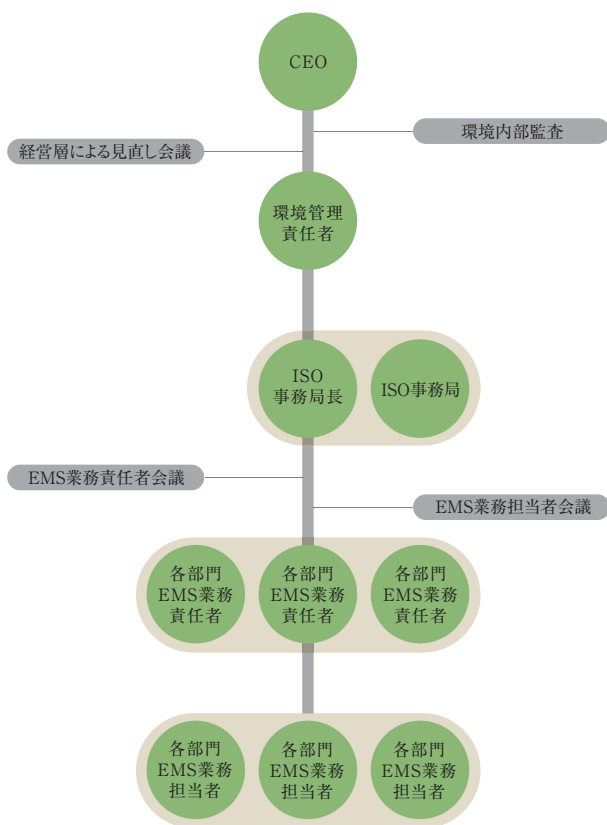 CEO
環境内部監査
経営層による見直し会議
環境管理
責任者
ISO
事務局長
ISO事務局
EMS業務責任者会議
EMS業務担当者会議
各部門
EMS業務
責任者
各部門
EMS業務
責任者
各部門
EMS業務
責任者
各部門
EMS業務
担当者
各部門
EMS業務
担当者
各部門
EMS業務
担当者